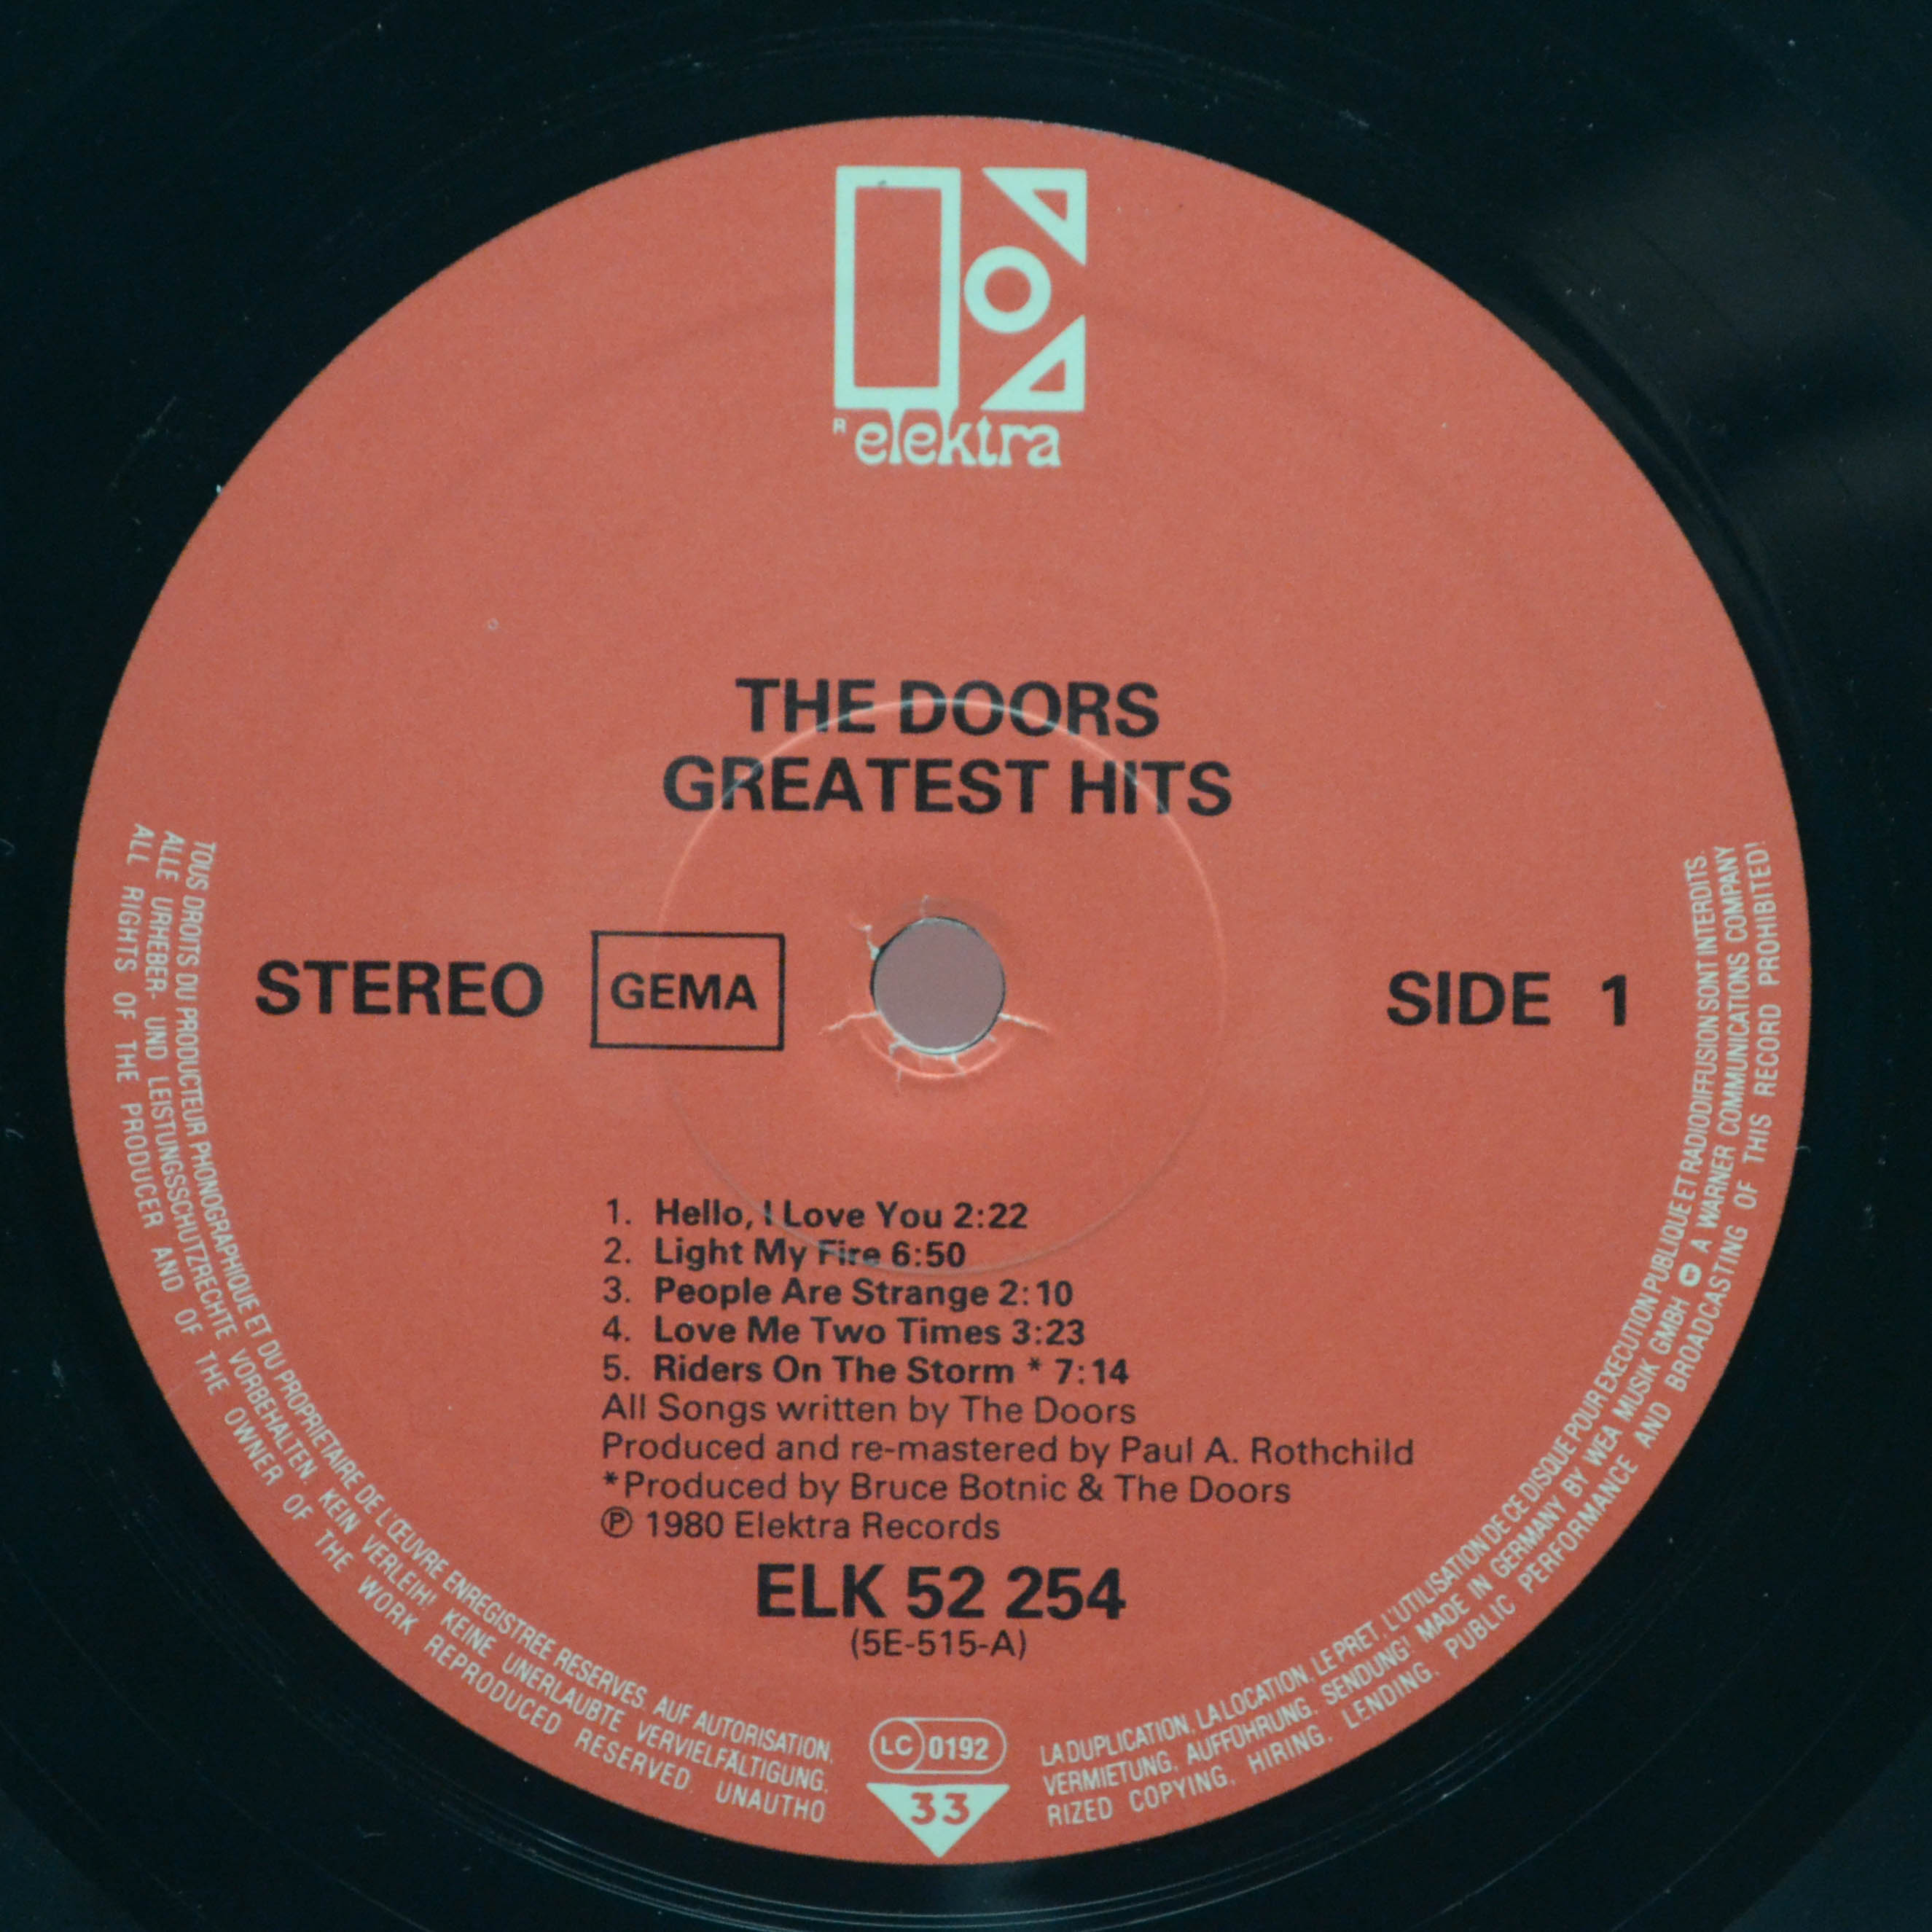 R elektra
THE DOORS
GREATEST HITS
STEREO GEMA SIDE 1
1. Hello, I Love You 2:22
2. Light My Fire 6:50
3. People Are Strange 2:10
4. Love Me Two Times 3:23
5. Riders On The Storm * 7:14
All Songs written by The Doors
Produced and re-mastered by Paul A. Rothchild
*Produced by Bruce Botnic & The Doors
℗ 1980 Elektra Records
ELK 52 254
(5E-515-A)
LC 0192
33
TOUS DROITS DU PRODUCTEUR PHONOGRAPHIQUE ET DU PROPRIETAIRE DE L'ŒUVRE ENREGISTREE RESERVES. AUF AUTORISATION, LA DUPLICATION, LA LOCATION, LE PRET, L'UTILISATION DE CE DISQUE POUR EXECUTION PUBLIQUE ET RADIODIFFUSION SONT INTERDITS.
ALLE URHEBER- UND LEISTUNGSSCHUTZRECHTE VORBEHALTEN. KEIN VERLEIH! KEINE UNERLAUBTE VERVIELFÄLTIGUNG, VERMIETUNG, AUFFÜHRUNG, SENDUNG! MADE IN GERMANY BY WEA MUSIK GMBH A WARNER COMMUNICATIONS COMPANY
ALL RIGHTS OF THE PRODUCER AND OF THE OWNER OF THE WORK REPRODUCED RESERVED. UNAUTHORIZED COPYING, HIRING, LENDING, PUBLIC PERFORMANCE AND BROADCASTING OF THIS RECORD PROHIBITED!